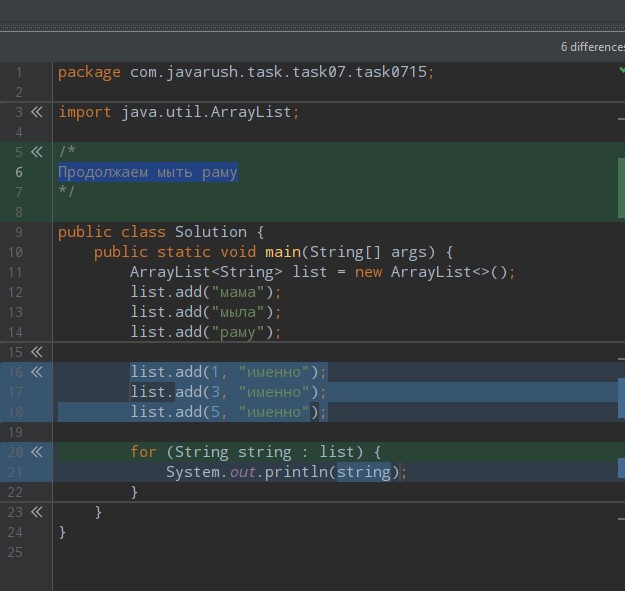 6 differences
1 package com.javarush.task.task07.task0715;
2
3 import java.util.ArrayList;
4
5 /*
6 Продолжаем мыть раму
7 */
8
9 public class Solution {
10 public static void main(String[] args) {
11 ArrayList<String> list = new ArrayList<>();
12 list.add("мама");
13 list.add("мыла");
14 list.add("раму");
15
16 list.add(1, "именно");
17 list.add(3, "именно");
18 list.add(5, "именно");
19
20 for (String string : list) {
21 System.out.println(string);
22 }
23 }
24 }
25